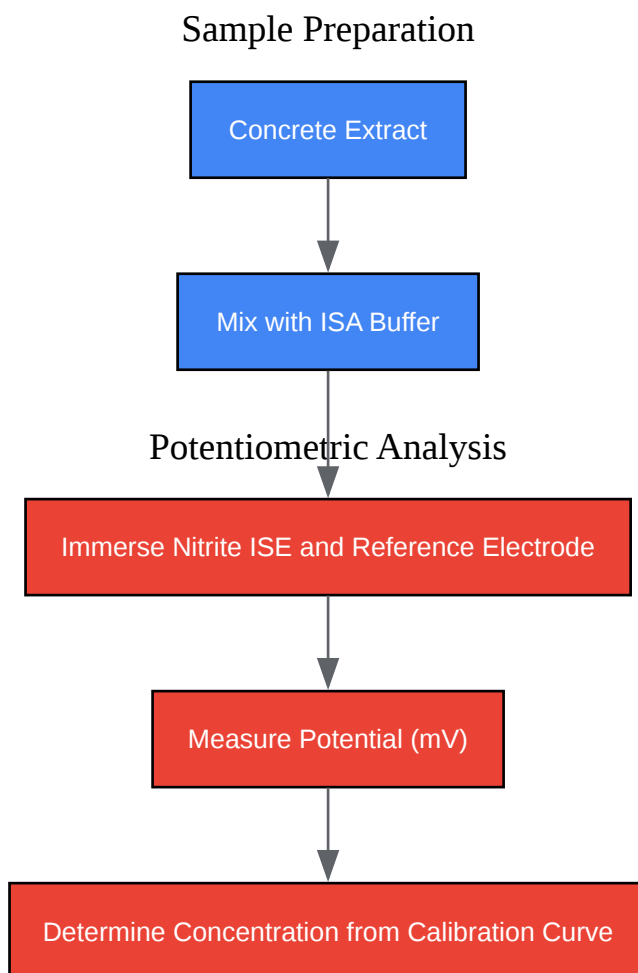 Sample Preparation
Concrete Extract
Mix with ISA Buffer
Potentiometric Analysis
Immerse Nitrite ISE and Reference Electrode
Measure Potential (mV)
Determine Concentration from Calibration Curve